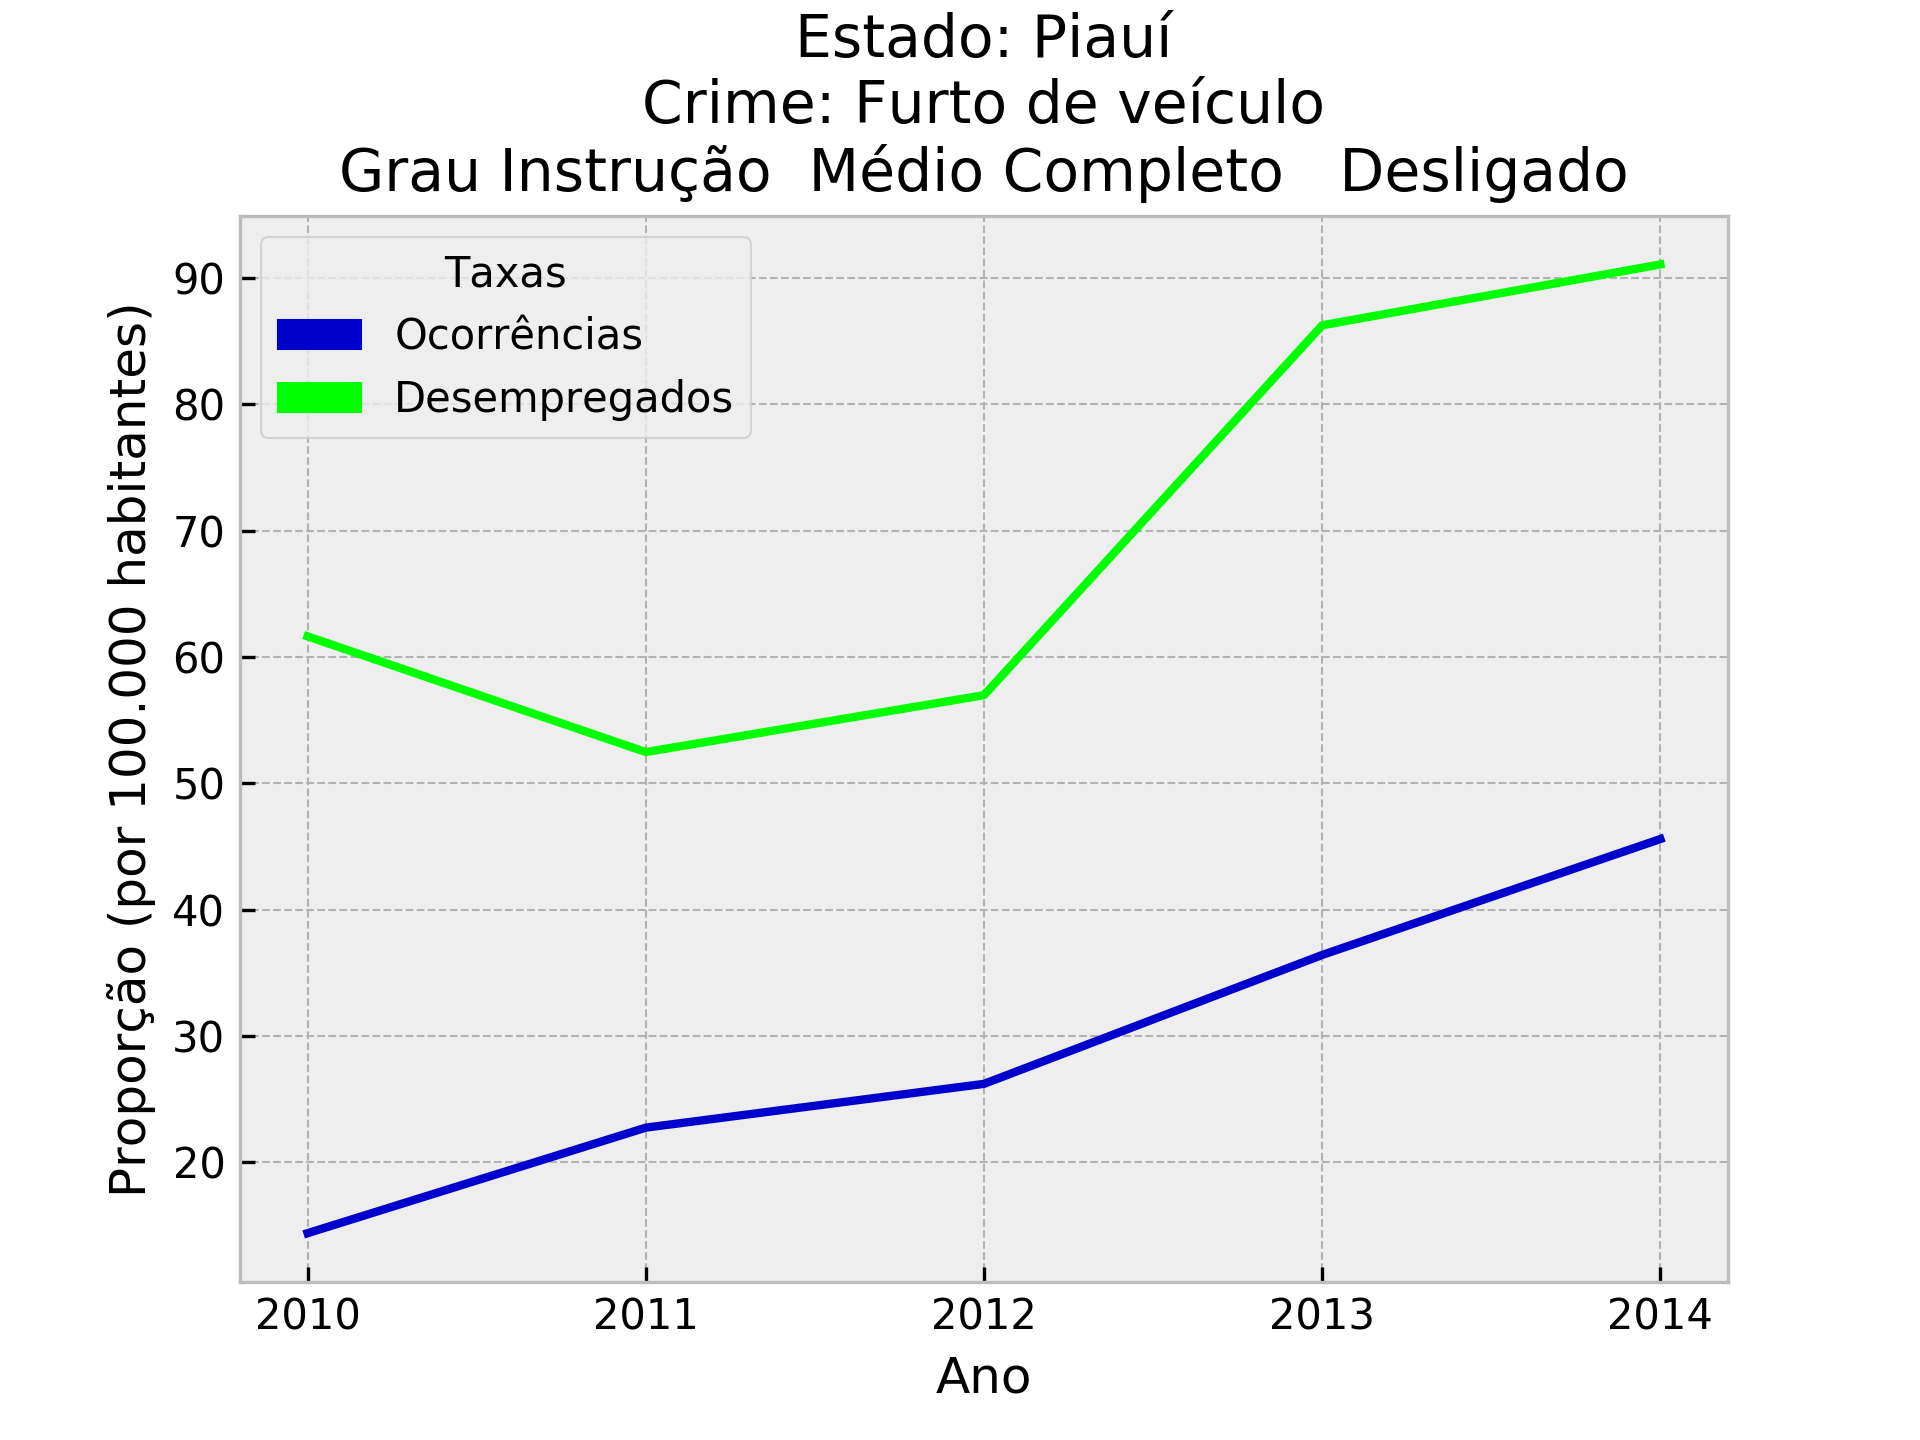 Estado: Piauí
Crime: Furto de veículo
Grau Instrução  Médio Completo   Desligado
Taxas
Ocorrências
Desempregados
Proporção (por 100.000 habitantes)
90
80
70
60
50
40
30
20
2010 2011 2012 2013 2014
Ano